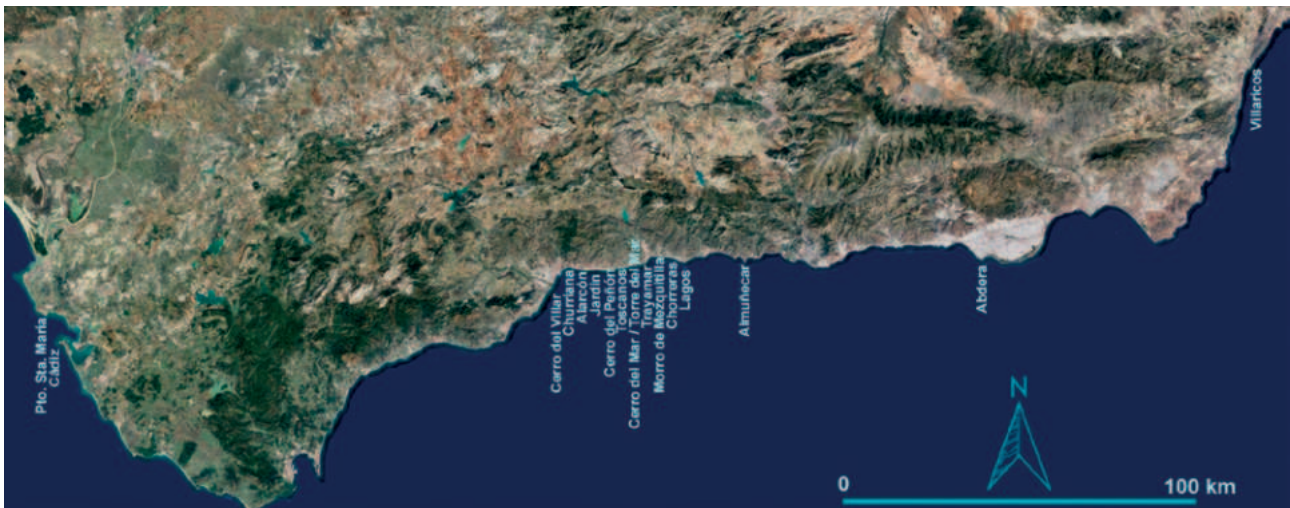 Pto. Sta. María
Cádiz
Cerro del Villar
Churriana
Alarcón
Jardín
Cerro del Peñón
Toscanos
Cerro del Mar / Torre del Mar
Trayamar
Morro de Mezquitilla
Chorreras
Lagos
Almuñecar
Abdera
Villaricos
N
0
100 km